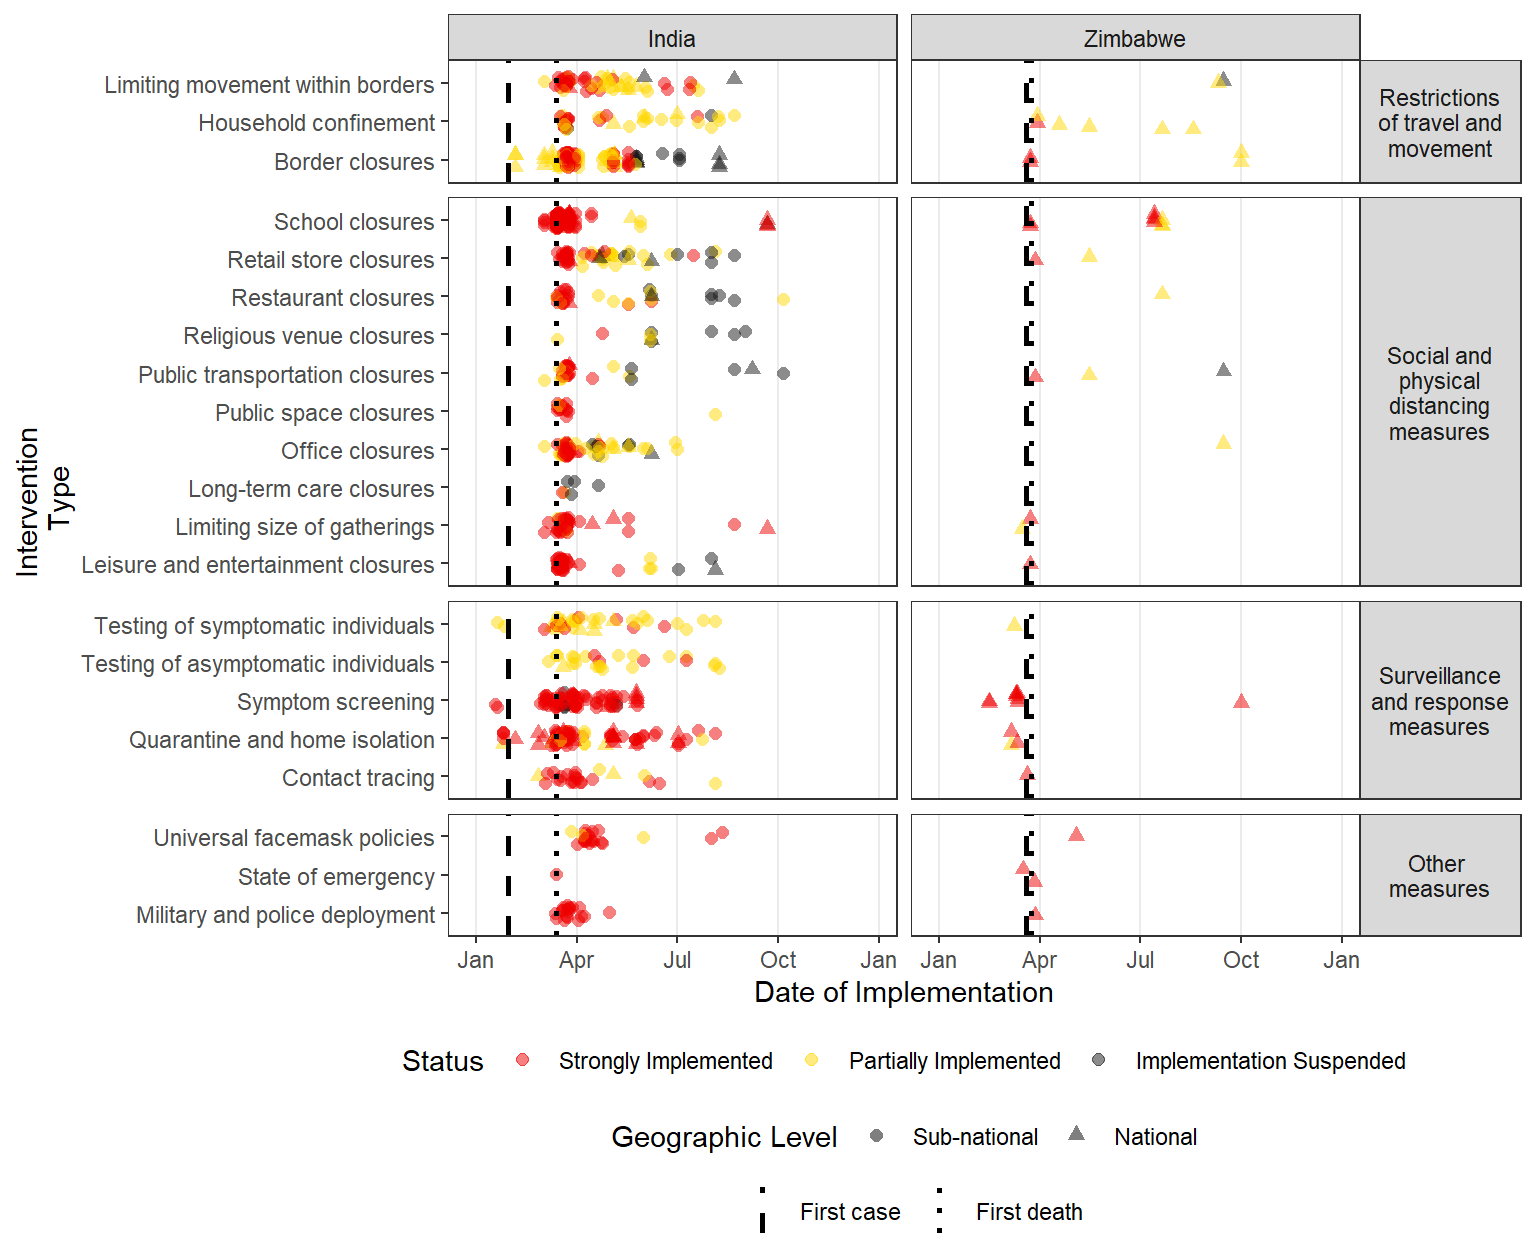 India
Zimbabwe
Limiting movement within borders
Household confinement
Border closures
Restrictions
of travel and
movement
School closures
Retail store closures
Restaurant closures
Religious venue closures
Public transportation closures
Public space closures
Office closures
Long-term care closures
Limiting size of gatherings
Leisure and entertainment closures
Social and
physical
distancing
measures
Intervention
Type
Testing of symptomatic individuals
Testing of asymptomatic individuals
Symptom screening
Quarantine and home isolation
Contact tracing
Surveillance
and response
measures
Universal facemask policies
State of emergency
Military and police deployment
Other
measures
Jan Apr Jul Oct Jan Jan Apr Jul Oct Jan
Date of Implementation
Status Strongly Implemented Partially Implemented Implementation Suspended
Geographic Level Sub-national National
First case First death